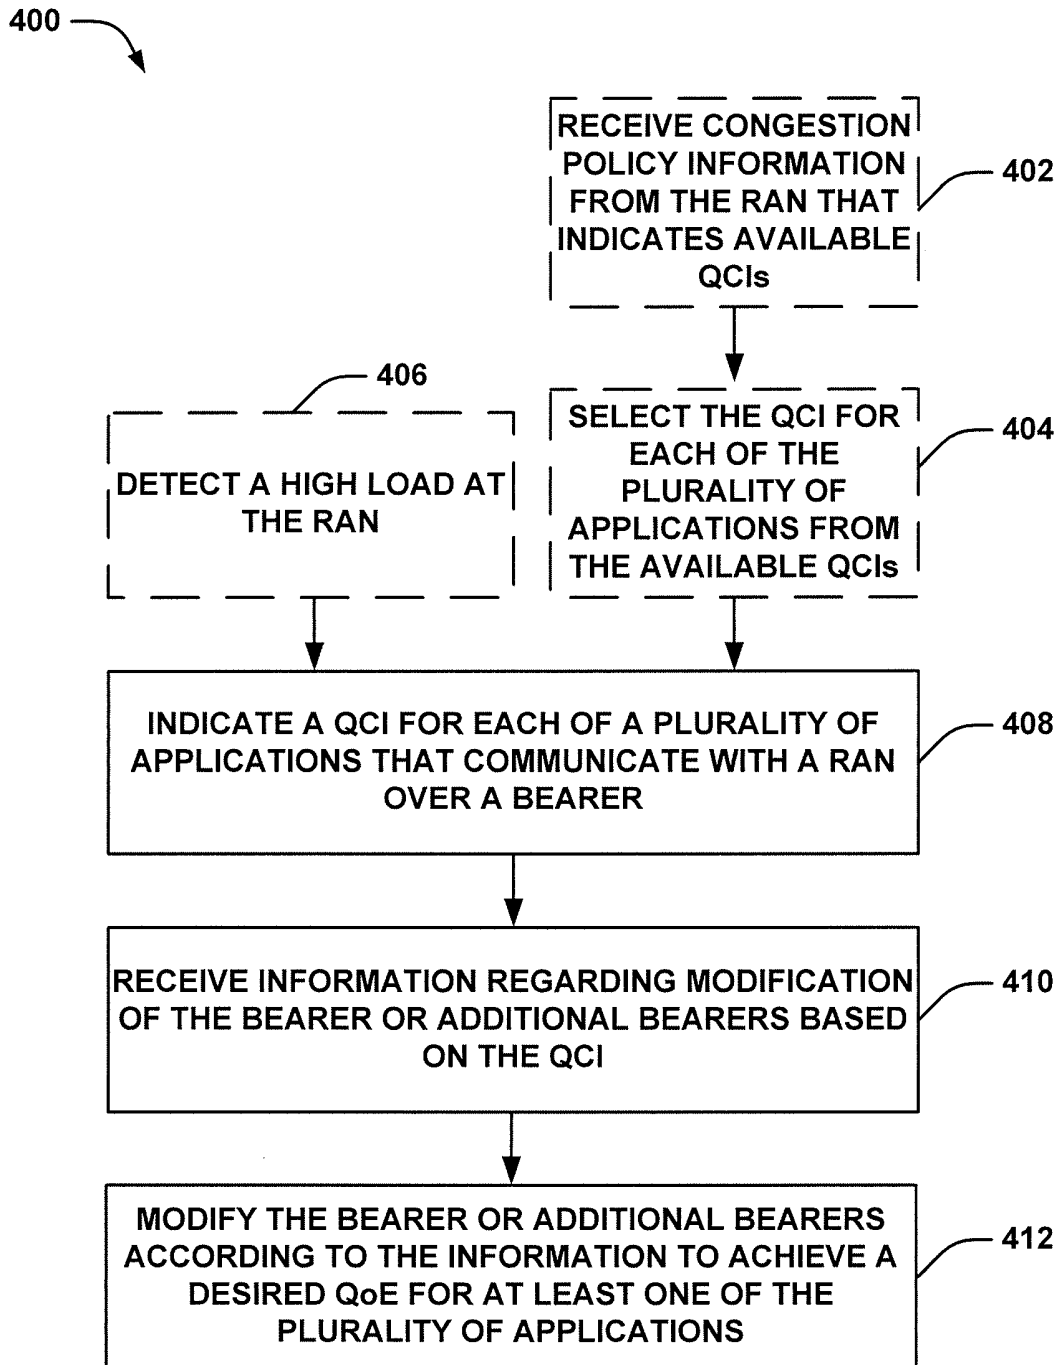 400
RECEIVE CONGESTION
POLICY INFORMATION
FROM THE RAN THAT
INDICATES AVAILABLE
QCIs
402
406
DETECT A HIGH LOAD AT
THE RAN
SELECT THE QCI FOR
EACH OF THE
PLURALITY OF
APPLICATIONS FROM
THE AVAILABLE QCIs
404
INDICATE A QCI FOR EACH OF A PLURALITY OF
APPLICATIONS THAT COMMUNICATE WITH A RAN
OVER A BEARER
408
RECEIVE INFORMATION REGARDING MODIFICATION
OF THE BEARER OR ADDITIONAL BEARERS BASED
ON THE QCI
410
MODIFY THE BEARER OR ADDITIONAL BEARERS
ACCORDING TO THE INFORMATION TO ACHIEVE A
DESIRED QoE FOR AT LEAST ONE OF THE
PLURALITY OF APPLICATIONS
412